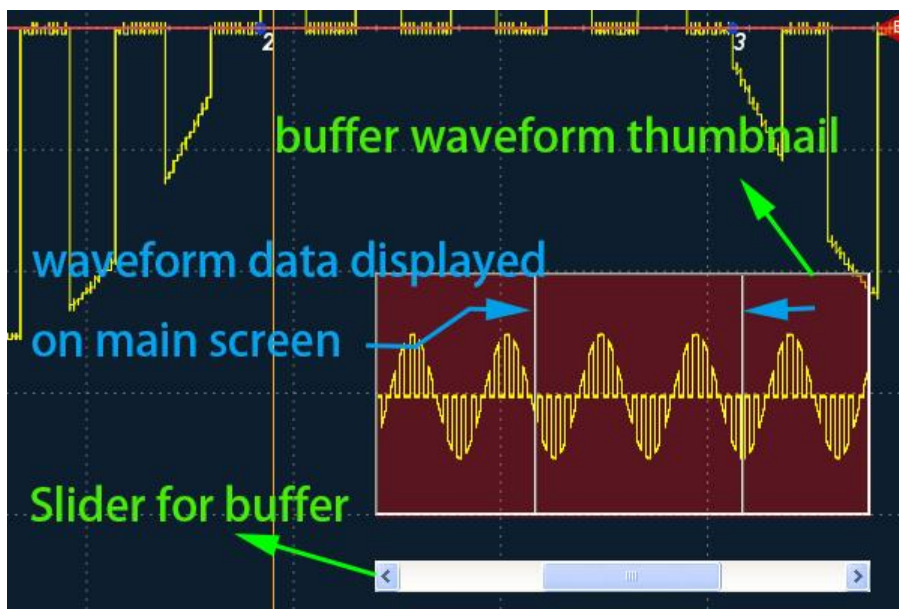 2
3
buffer waveform thumbnail
waveform data displayed
on main screen
Slider for buffer